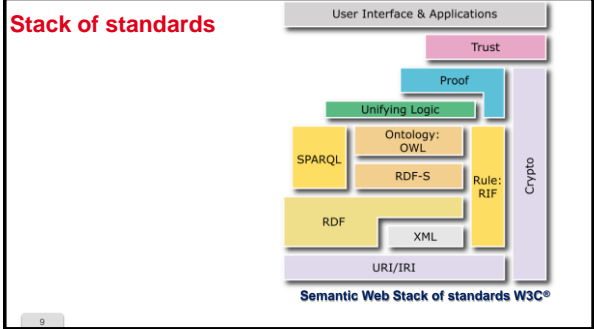 Stack of standards
User Interface & Applications
Trust
Proof
Unifying Logic
Ontology:
OWL
SPARQL
RDF-S
Rule:
RIF
Crypto
RDF
XML
URI/IRI
Semantic Web Stack of standards W3C®
9